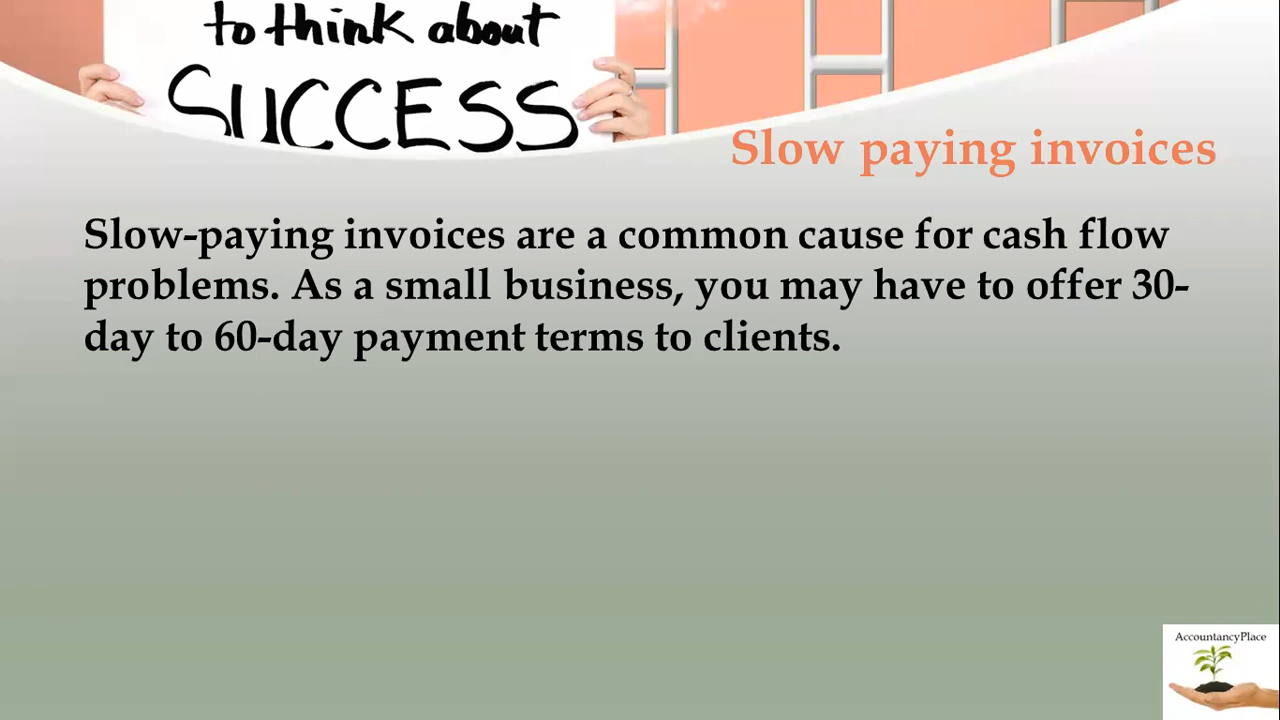 to think about
SUCCESS
Slow paying invoices
Slow-paying invoices are a common cause for cash flow
problems. As a small business, you may have to offer 30-
day to 60-day payment terms to clients.
AccountancyPlace